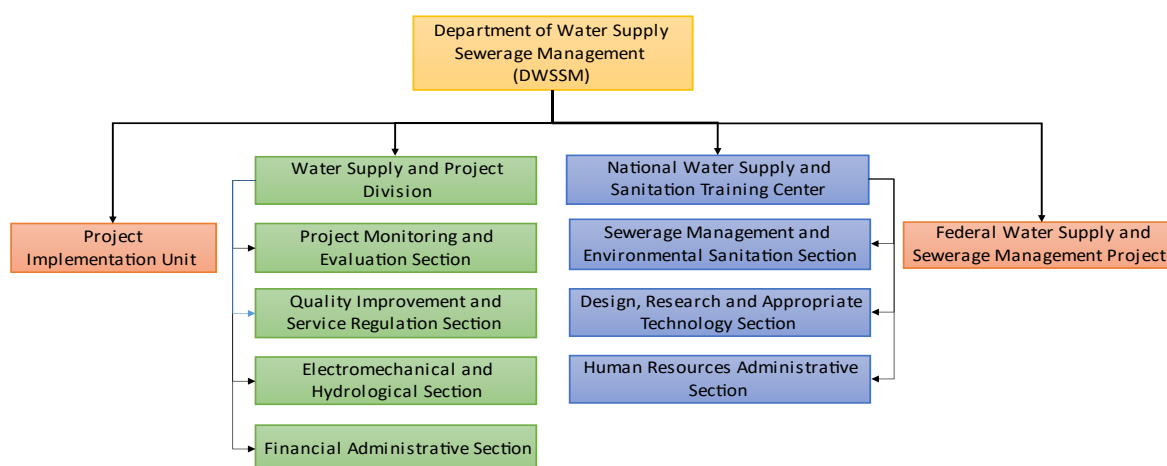 Department of Water Supply
Sewerage Management
(DWSSM)
Water Supply and Project
Division
National Water Supply and
Sanitation Training Center
Project
Implementation Unit
Project Monitoring and
Evaluation Section
Sewerage Management and
Environmental Sanitation Section
Federal Water Supply and
Sewerage Management Project
Quality Improvement and
Service Regulation Section
Design, Research and Appropriate
Technology Section
Electromechanical and
Hydrological Section
Human Resources Administrative
Section
Financial Administrative Section